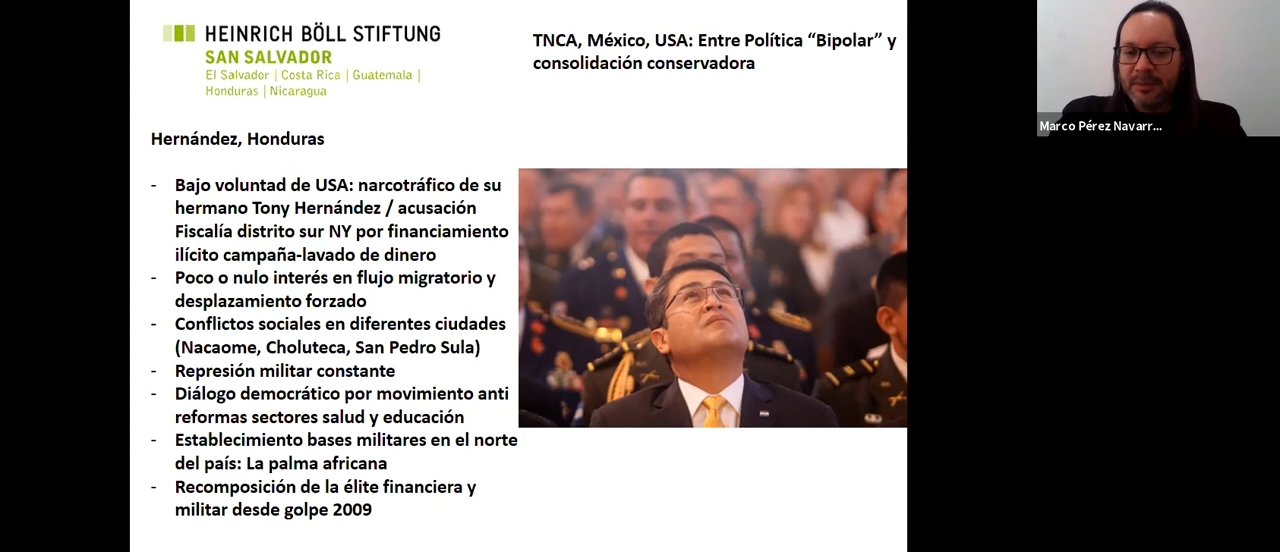 HEINRICH BÖLL STIFTUNG
SAN SALVADOR
El Salvador | Costa Rica | Guatemala |
Honduras | Nicaragua
TNCA, México, USA: Entre Política “Bipolar” y
consolidación conservadora
Marco Pérez Navarr...
Hernández, Honduras
- Bajo voluntad de USA: narcotráfico de su
hermano Tony Hernández / acusación
Fiscalía distrito sur NY por financiamiento
ilícito campaña-lavado de dinero
- Poco o nulo interés en flujo migratorio y
desplazamiento forzado
- Conflictos sociales en diferentes ciudades
(Nacaome, Choluteca, San Pedro Sula)
- Represión militar constante
- Diálogo democrático por movimiento anti
reformas sectores salud y educación
- Establecimiento bases militares en el norte
del país: La palma africana
- Recomposición de la élite financiera y
militar desde golpe 2009